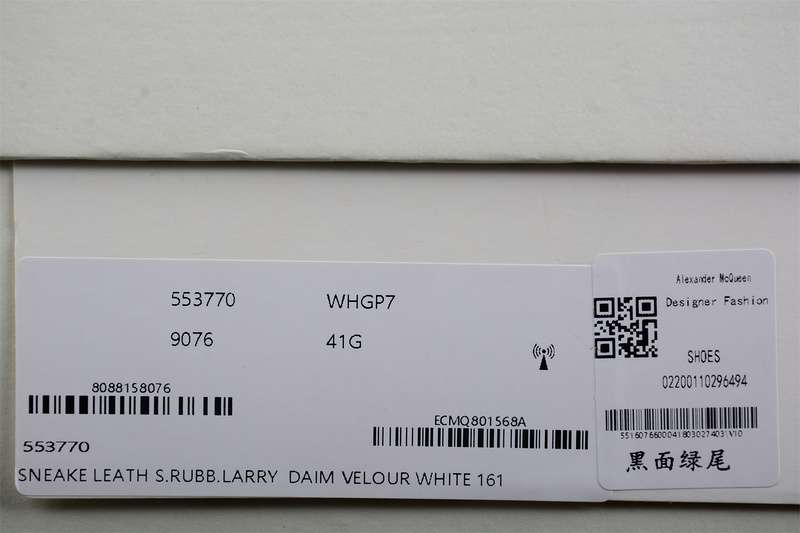 553770 WHGP7
9076 41G
8088158076
ECMQ801568A
553770
SNEAKE LEATH S.RUBB.LARRY DAIM VELOUR WHITE 161
Alexander McQueen
Designer Fashion
SHOES
02200110296494
5516076600041803027403IV10
黑面绿尾